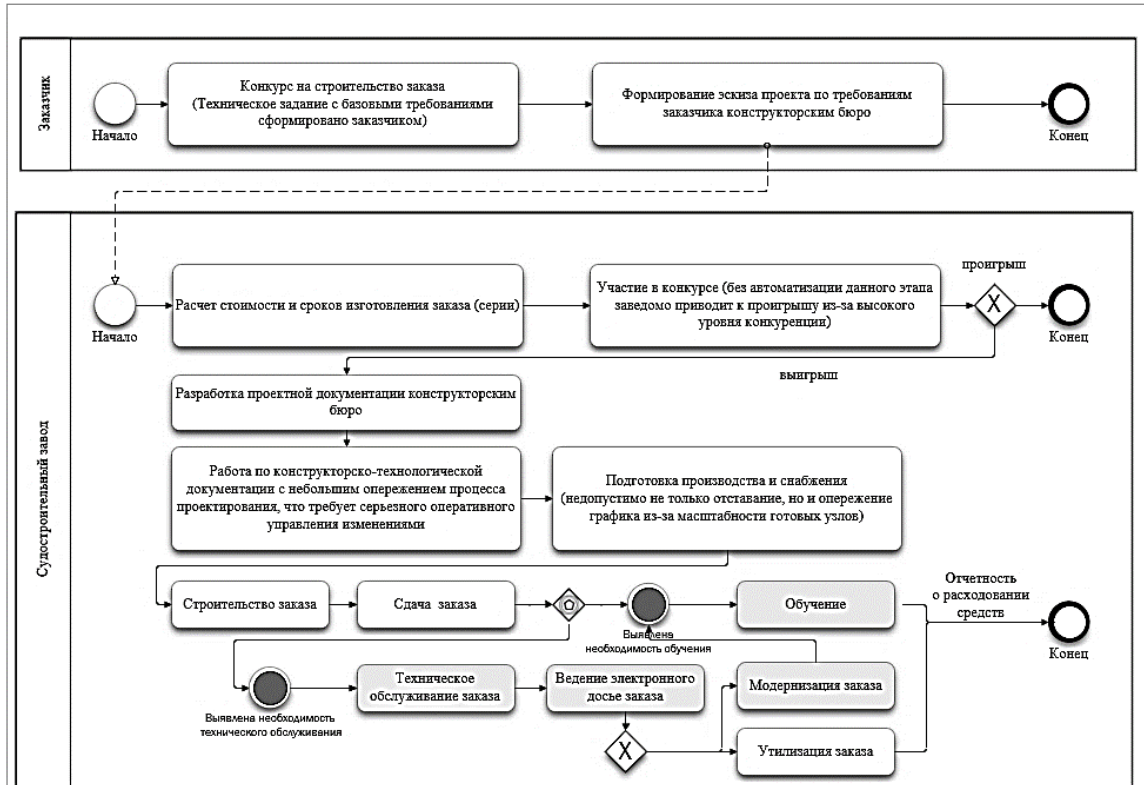 Заказчик
Начало
Конкурс на строительство заказа
(Техническое задание с базовыми требованиями
сформировано заказчиком)
Формирование эскиза проекта по требованиям
заказчика конструкторским бюро
Конец
Судостроительный завод
Начало
Расчет стоимости и сроков изготовления заказа (серии)
Участие в конкурсе (без автоматизации данного этапа
заведомо приводит к проигрышу из-за высокого
уровня конкуренции)
проигрыш
X
Конец
выигрыш
Разработка проектной документации конструкторским
бюро
Работа по конструкторско-технологической
документации с небольшим опережением процесса
проектирования, что требует серьезного оперативного
управления изменениями
Подготовка производства и снабжения
(недопустимо не только отставание, но и опережение
графика из-за масштабности готовых узлов)
Строительство заказа
Сдача заказа
Выявлена
необходимость обучения
Обучение
Отчетность
о расходовании
средств
Конец
Выявлена необходимость
технического обслуживания
Техническое
обслуживание заказа
Ведение электронного
досье заказа
Модернизация заказа
X
Утилизация заказа